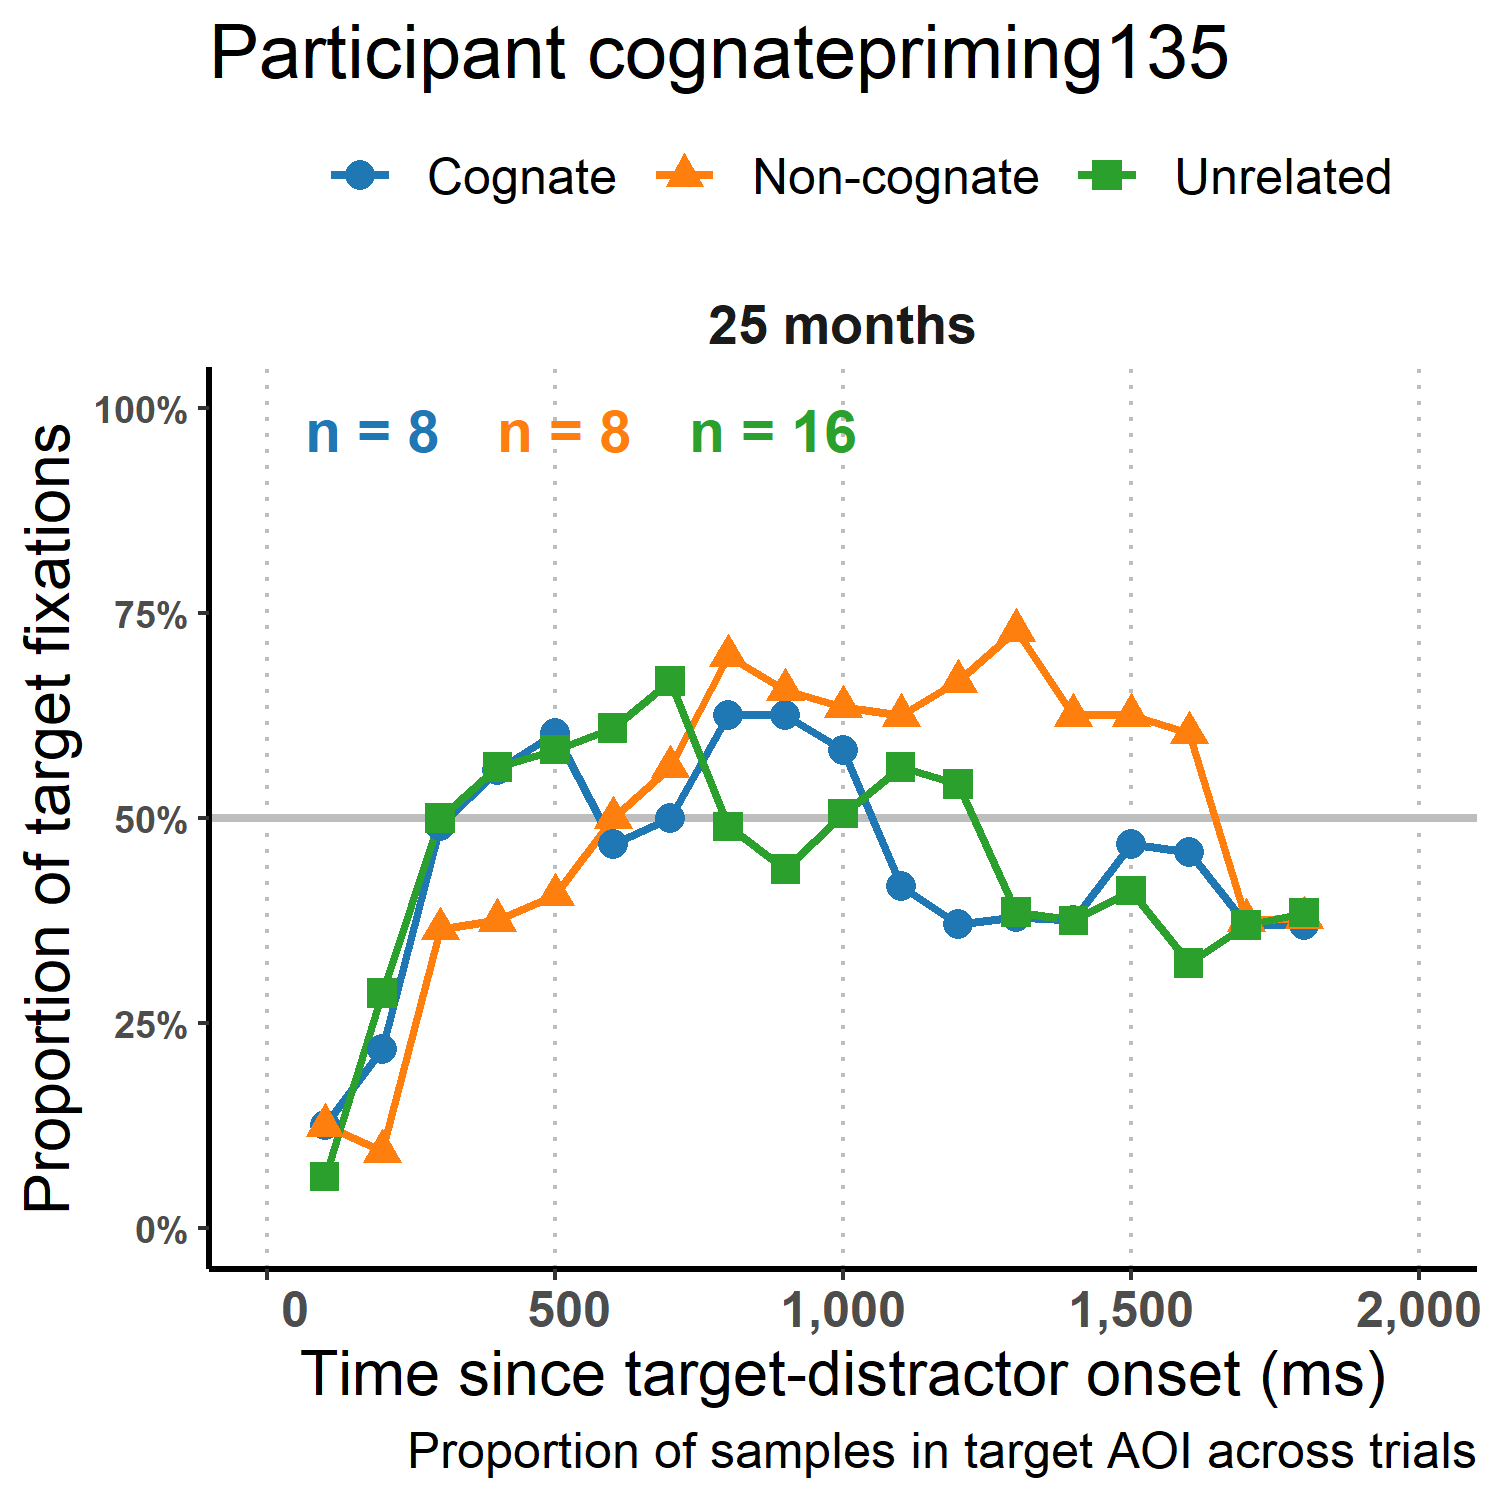 Participant cognatepriming135
Cognate Non-cognate Unrelated
25 months
n = 8 n = 8 n = 16
100%
75%
50%
25%
0%
Proportion of target fixations
0 500 1,000 1,500 2,000
Time since target-distractor onset (ms)
Proportion of samples in target AOI across trials